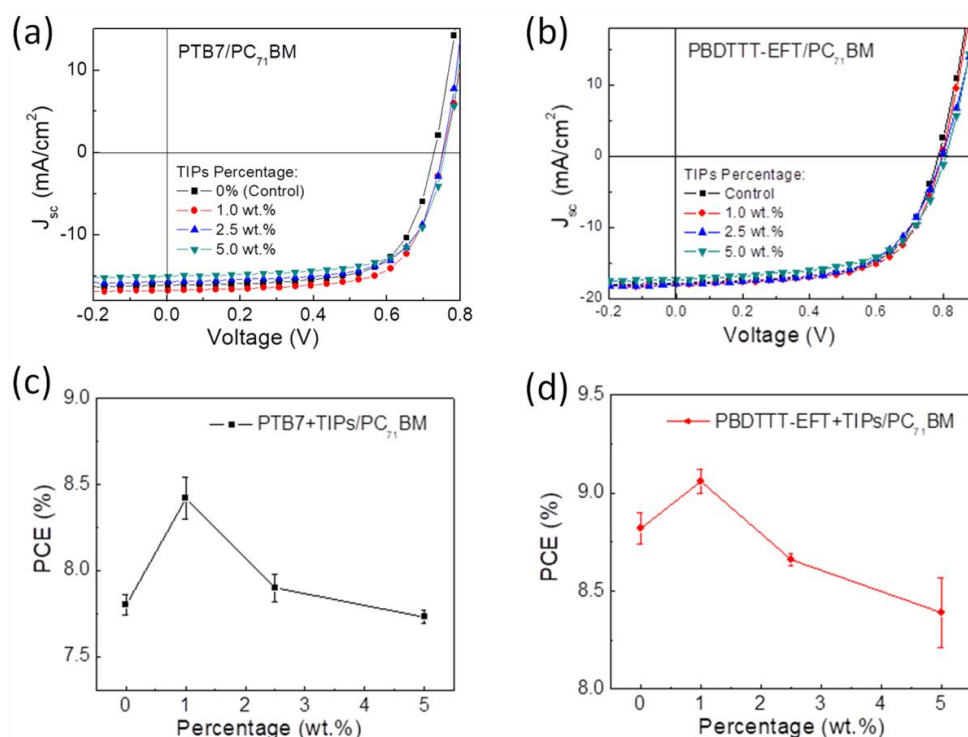 (a)
PTB7/PC71BM
10
0
-10
Jsc (mA/cm2)
TIPs Percentage:
0% (Control)
1.0 wt.%
2.5 wt.%
5.0 wt.%
-0.2 0.0 0.2 0.4 0.6 0.8
Voltage (V)
(b)
PBDTTT-EFT/PC71BM
10
0
-10
-20
Jsc (mA/cm2)
TIPs Percentage:
Control
1.0 wt.%
2.5 wt.%
5.0 wt.%
-0.2 0.0 0.2 0.4 0.6 0.8
Voltage (V)
(c)
9.0
8.5
8.0
7.5
PCE (%)
PTB7+TIPs/PC71BM
0 1 2 3 4 5
Percentage (wt.%)
(d)
9.5
9.0
8.5
8.0
PCE (%)
PBDTTT-EFT+TIPs/PC71BM
0 1 2 3 4 5
Percentage (wt.%)